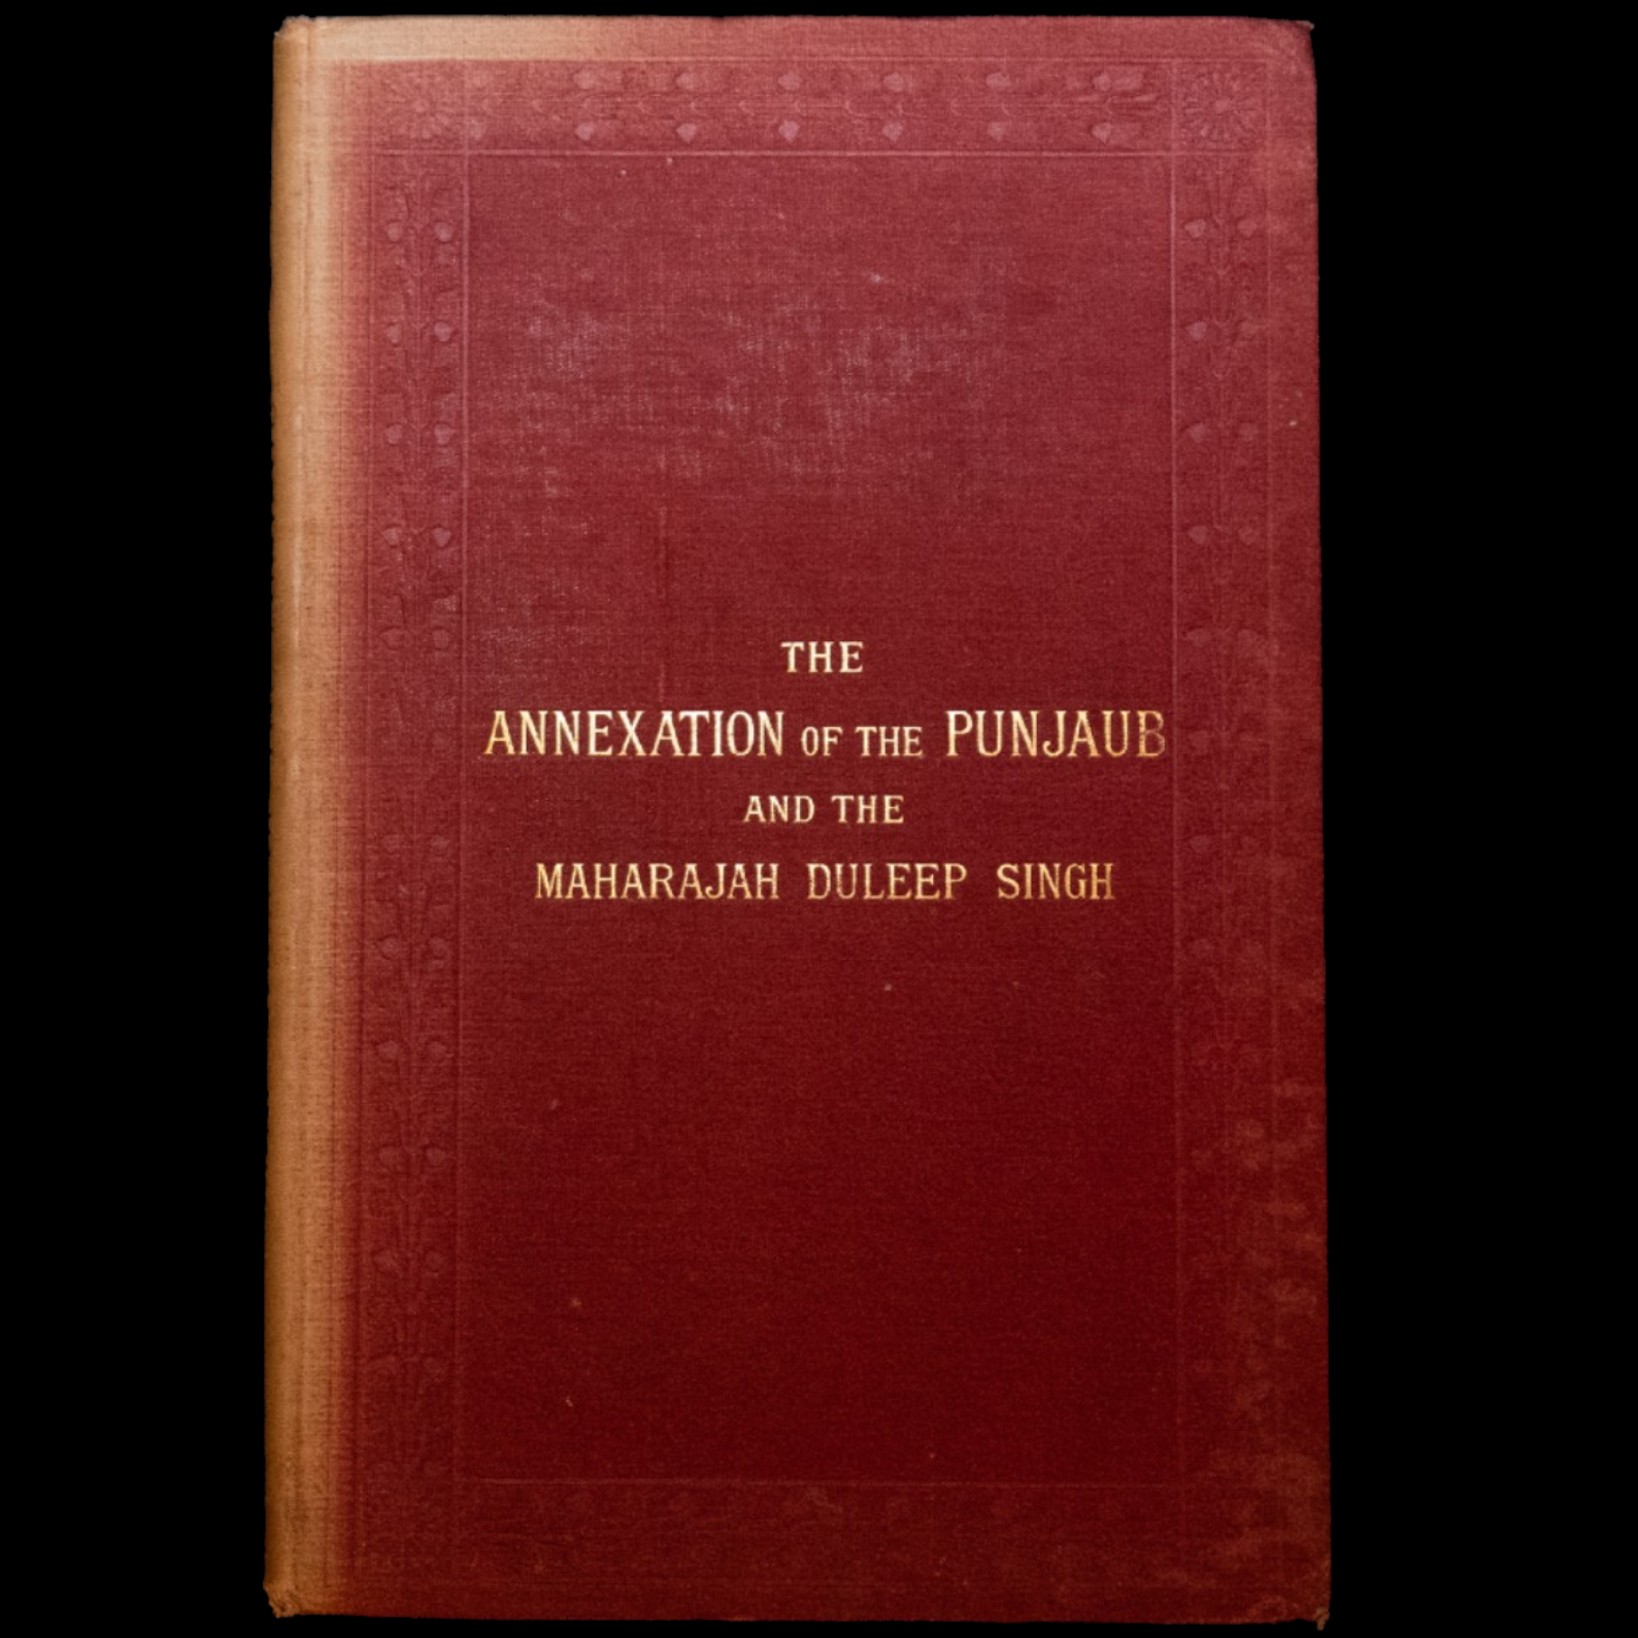 THE
ANNEXATION OF THE PUNJAUB
AND THE
MAHARAJAH DULEEP SINGH